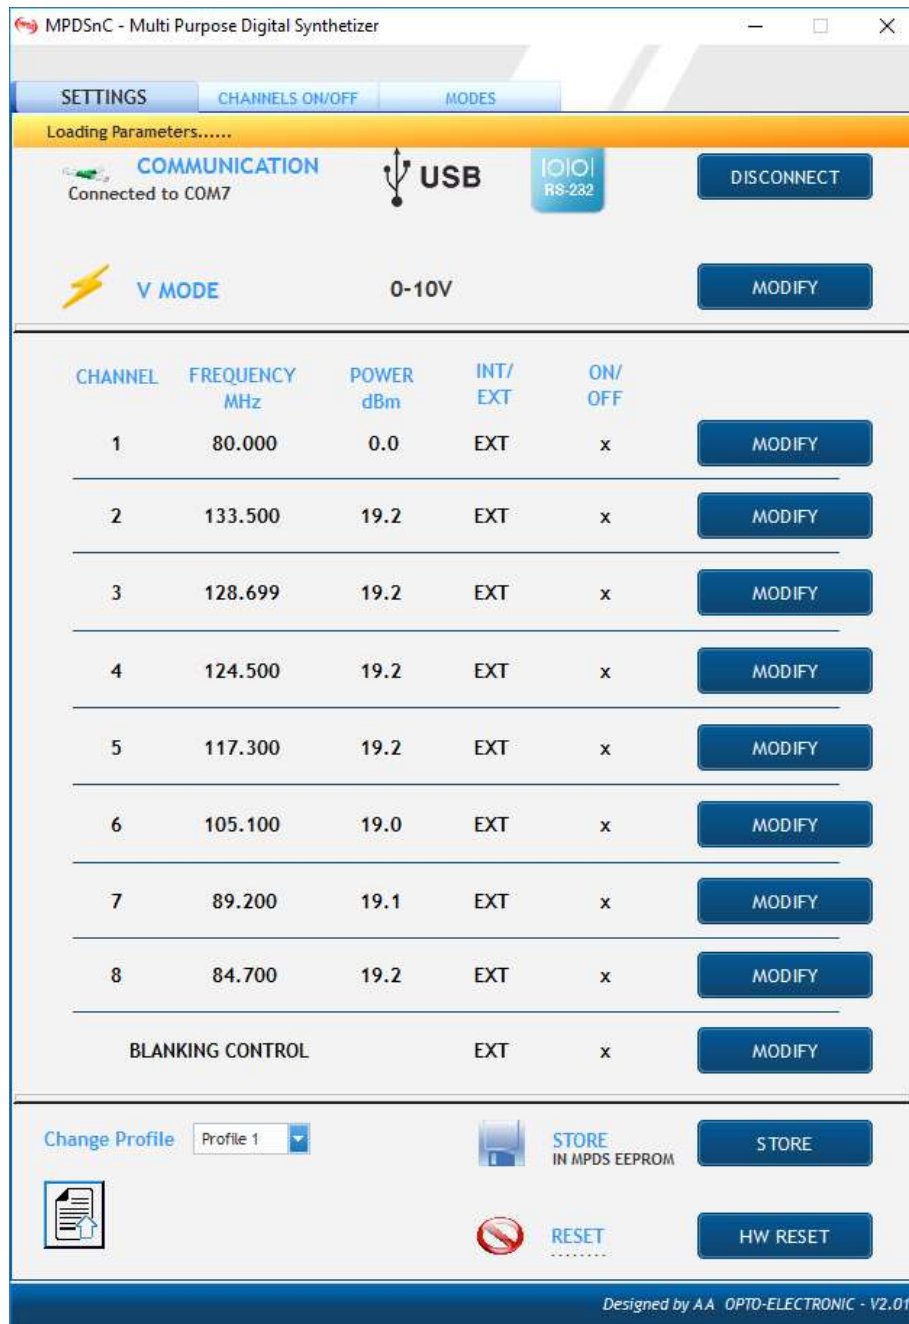 MPDSnC - Multi Purpose Digital Synthetizer
SETTINGS CHANNELS ON/OFF MODES
Loading Parameters......
COMMUNICATION
Connected to COM7
USB
IOIOI
RS-232
DISCONNECT
V MODE 0-10V MODIFY
CHANNEL FREQUENCY POWER INT/ ON/
MHz dBm EXT OFF
1 80.000 0.0 EXT x MODIFY
2 133.500 19.2 EXT x MODIFY
3 128.699 19.2 EXT x MODIFY
4 124.500 19.2 EXT x MODIFY
5 117.300 19.2 EXT x MODIFY
6 105.100 19.0 EXT x MODIFY
7 89.200 19.1 EXT x MODIFY
8 84.700 19.2 EXT x MODIFY
BLANKING CONTROL EXT x MODIFY
Change Profile Profile 1
STORE
IN MPDS EEPROM
STORE
RESET HW RESET
Designed by AA OPTO-ELECTRONIC - V2.01